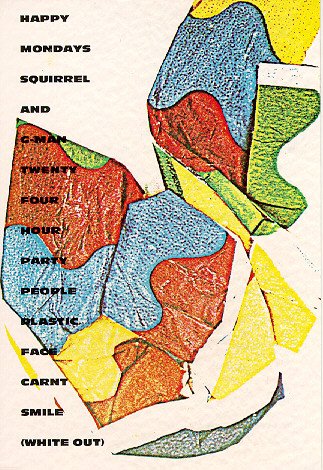 HAPPY
MONDAYS
SQUIRREL
AND
G-MAN
TWENTY
FOUR
HOUR
PARTY
PEOPLE
PLASTIC
FACE
CARNT
SMILE
(WHITE OUT)